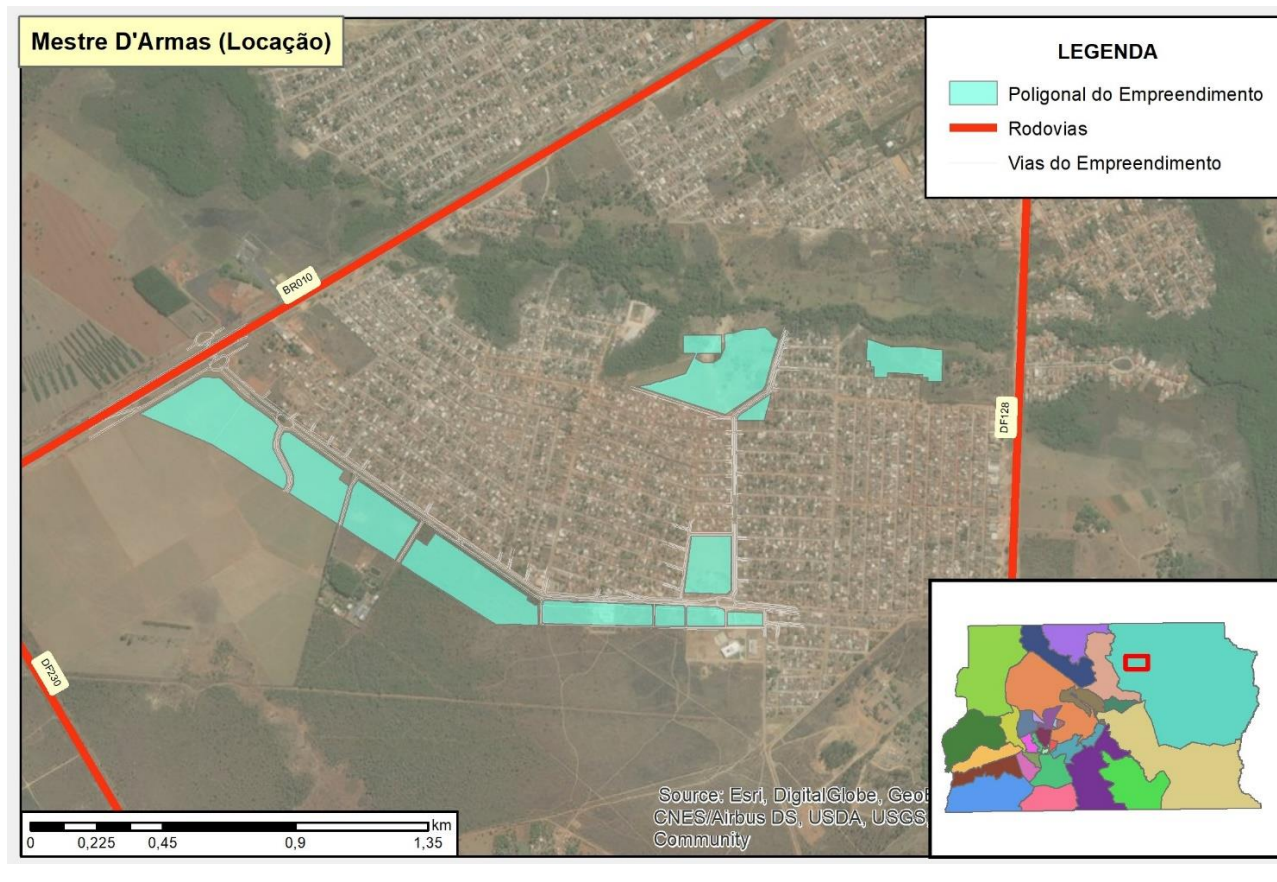 Mestre D'Armas (Locação)
LEGENDA
Poligonal do Empreendimento
Rodovias
Vias do Empreendimento
BR010
DF128
DF230
Source: Esri, DigitalGlobe,
CNES/Airbus DS, USDA, USGS,
Community
km
0 0,225 0,45 0,9 1,35